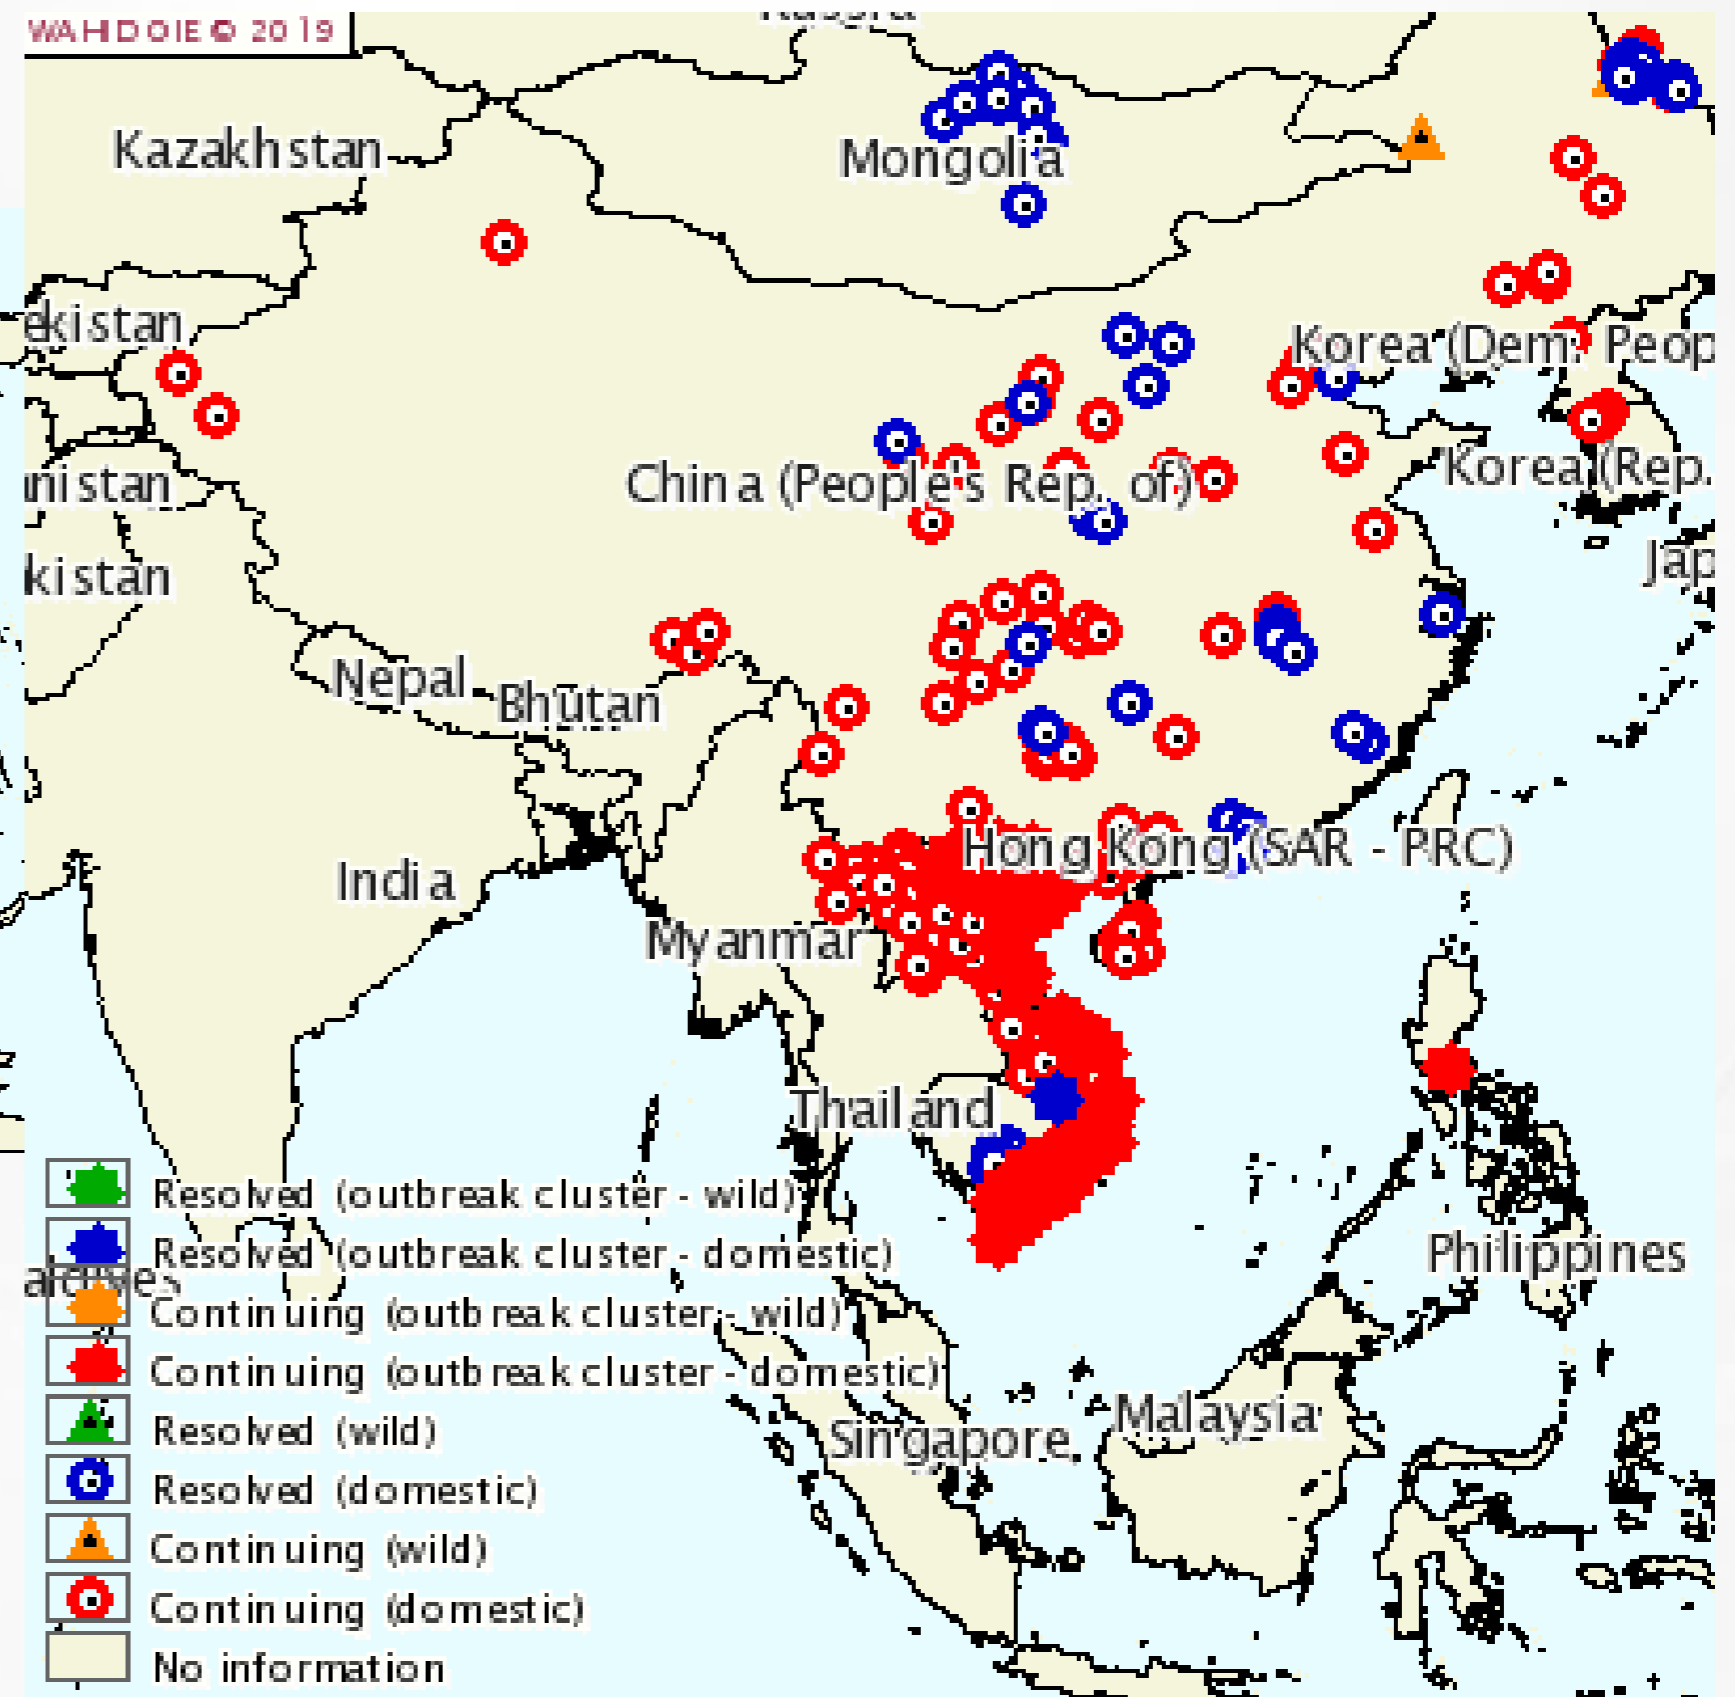 WAHID OIE © 2019
Russia
Kazakhstan
Mongolia
ekistan
Korea (Dem. Peop
nistan
China (People's Rep. of)
Korea (Rep.
kistan
Jap
Nepal
Bhutan
Hong Kong (SAR - PRC)
India
Myanmar
Thailand
Resolved (outbreak cluster - wild)
Resolved (outbreak cluster - domestic)
Philippines
aldives
Continuing (outbreak cluster - wild)
Continuing (outbreak cluster - domestic)
Resolved (wild)
Malaysia
Singapore
Resolved (domestic)
Continuing (wild)
Continuing (domestic)
No information